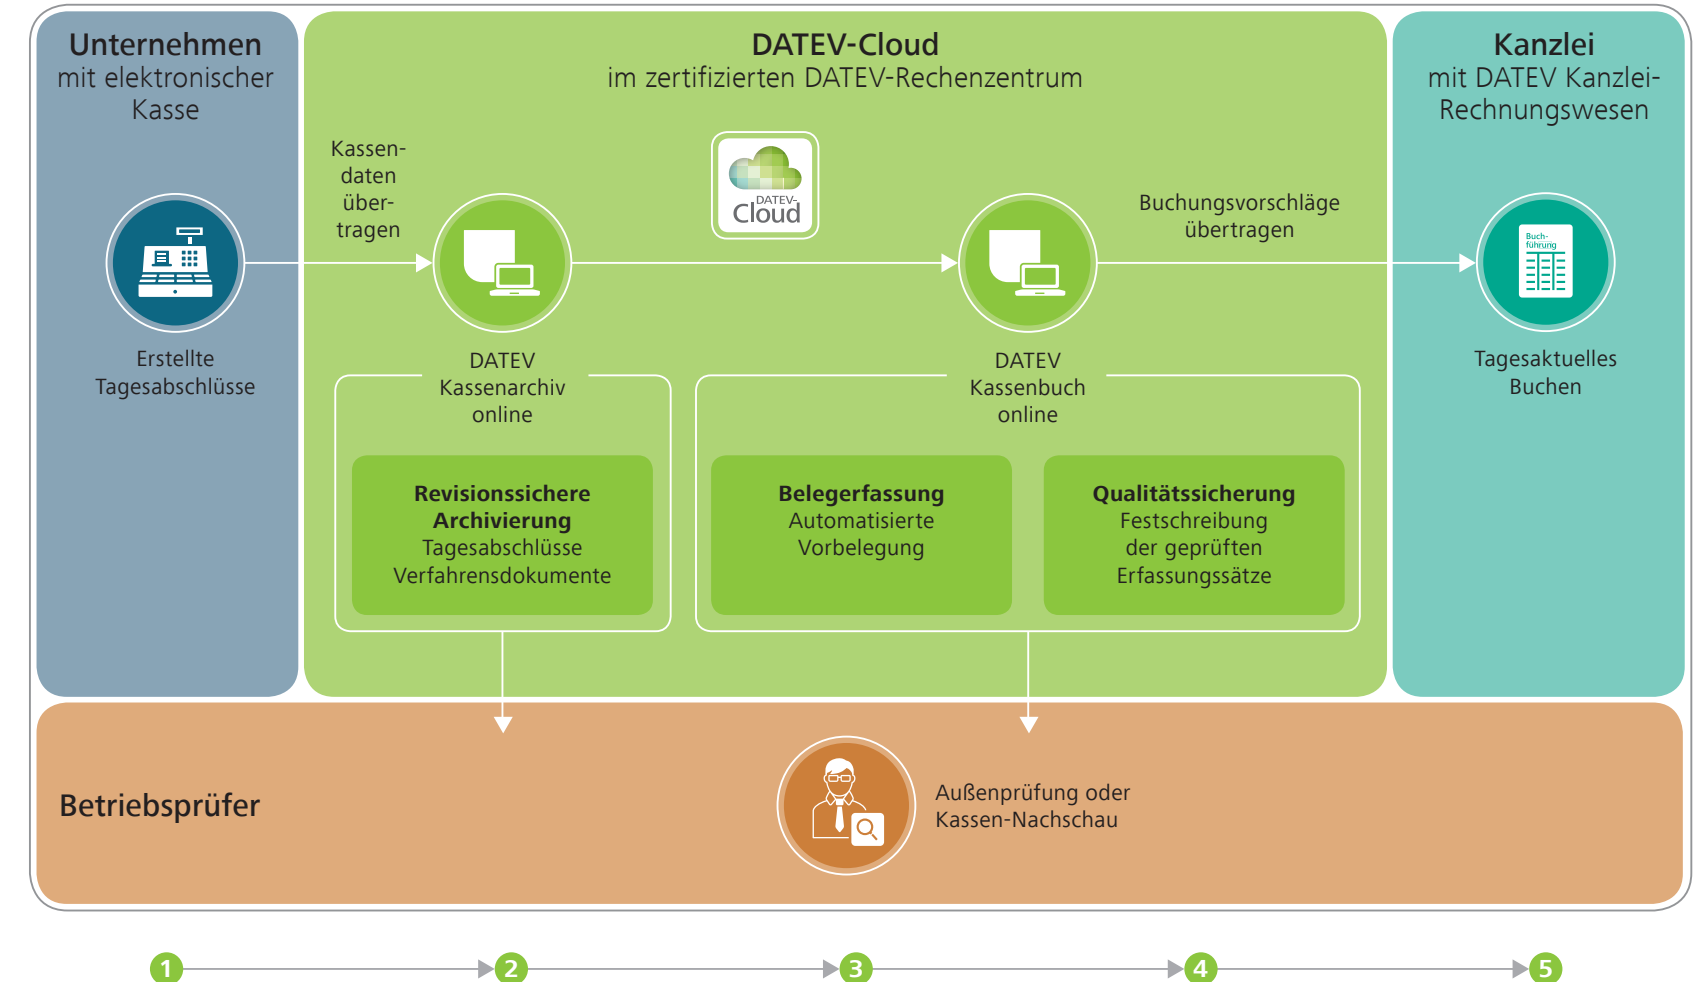 Unternehmen
mit elektronischer
Kasse
DATEV-Cloud
im zertifizierten DATEV-Rechenzentrum
Kanzlei
mit DATEV Kanzlei-
Rechnungswesen
Kassen-
daten
über-
tragen
DATEV-
Cloud
Buchungsvorschläge
übertragen
Buch-
führung
Erstellte
Tagesabschlüsse
DATEV
Kassenarchiv
online
DATEV
Kassenbuch
online
Tagesaktuelles
Buchen
Revisionssichere
Archivierung
Tagesabschlüsse
Verfahrensdokumente
Belegerfassung
Automatisierte
Vorbelegung
Qualitätssicherung
Festschreibung
der geprüften
Erfassungssätze
Betriebsprüfer
Außenprüfung oder
Kassen-Nachschau
1 2 3 4 5